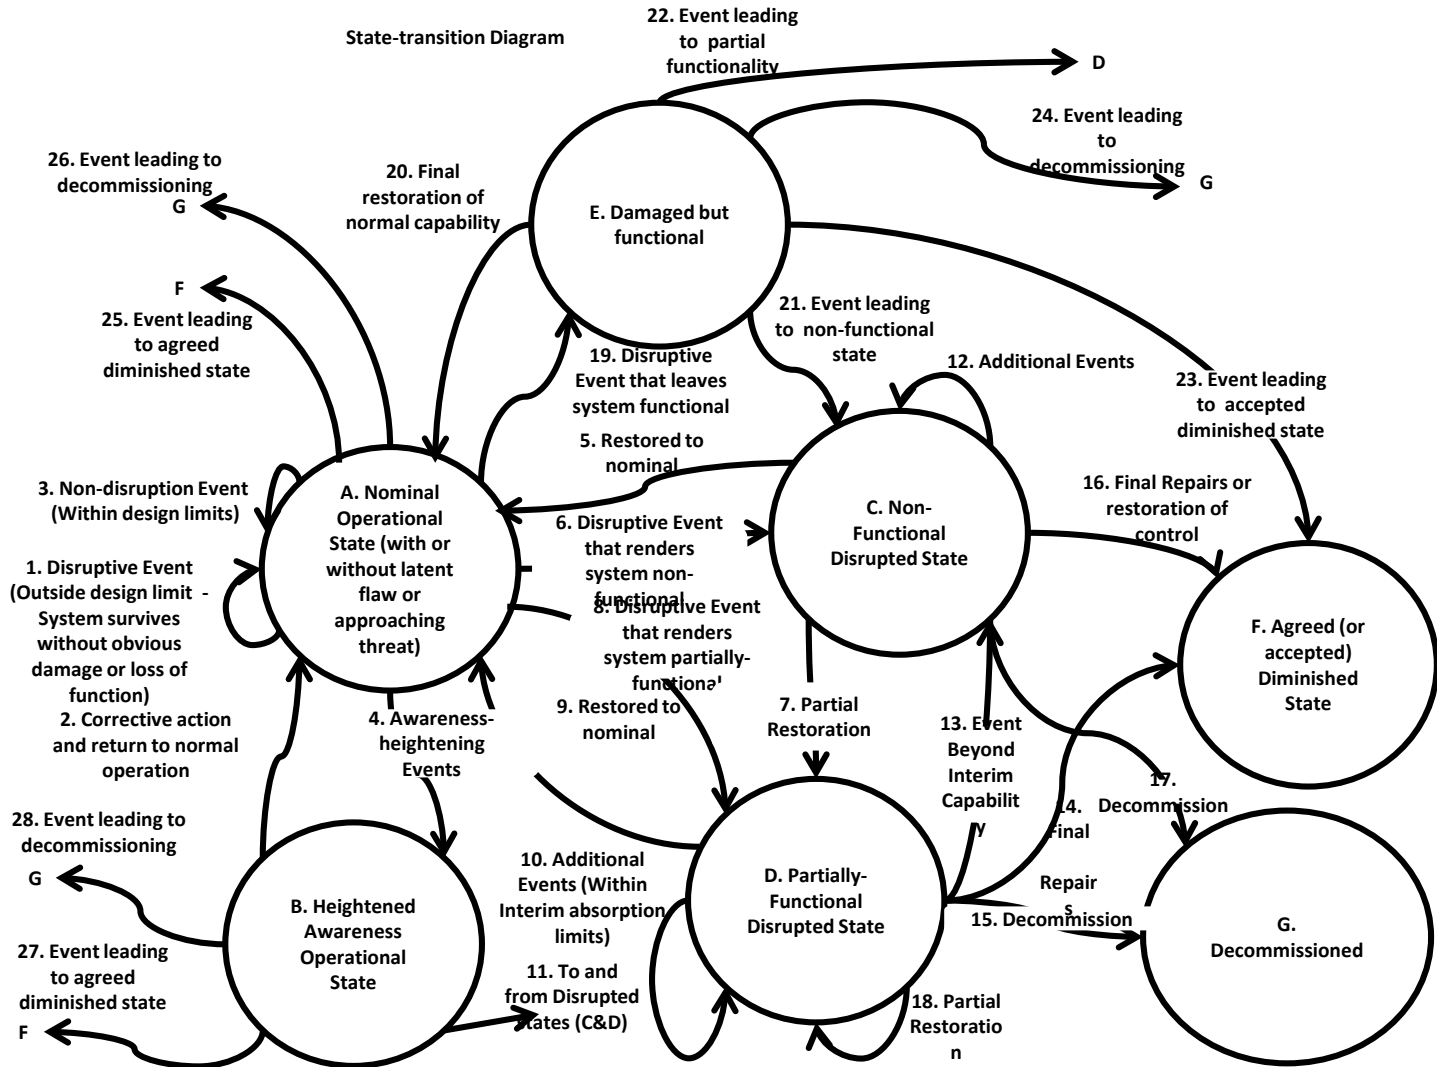 State-transition Diagram
22. Event leading
to partial
functionality
D
24. Event leading
to
decommissioning
G
26. Event leading to
decommissioning
G
20. Final
restoration of
normal capability
E. Damaged but
functional
F
25. Event leading
to agreed
diminished state
21. Event leading
to non-functional
state
19. Disruptive
Event that leaves
system functional
12. Additional Events
23. Event leading
to accepted
diminished state
5. Restored to
nominal
3. Non-disruption Event
(Within design limits)
A. Nominal
Operational
State (with or
without latent
flaw or
approaching
threat)
C. Non-
Functional
Disrupted State
16. Final Repairs or
restoration of
control
6. Disruptive Event
that renders
system non-
functional
1. Disruptive Event
(Outside design limit -
System survives
without obvious
damage or loss of
function)
8. Disruptive Event
that renders
system partially-
functional
F. Agreed (or
accepted)
Diminished
State
2. Corrective action
and return to normal
operation
4. Awareness-
heightening
Events
9. Restored to
nominal
7. Partial
Restoration
13. Event
Beyond
Interim
Capabilit
y
17.
Decommission
14.
Final
Repair
s
28. Event leading to
decommissioning
G
B. Heightened
Awareness
Operational
State
10. Additional
Events (Within
Interim absorption
limits)
D. Partially-
Functional
Disrupted State
15. Decommission
G.
Decommissioned
27. Event leading
to agreed
diminished state
F
11. To and
from Disrupted
states (C&D)
18. Partial
Restoratio
n